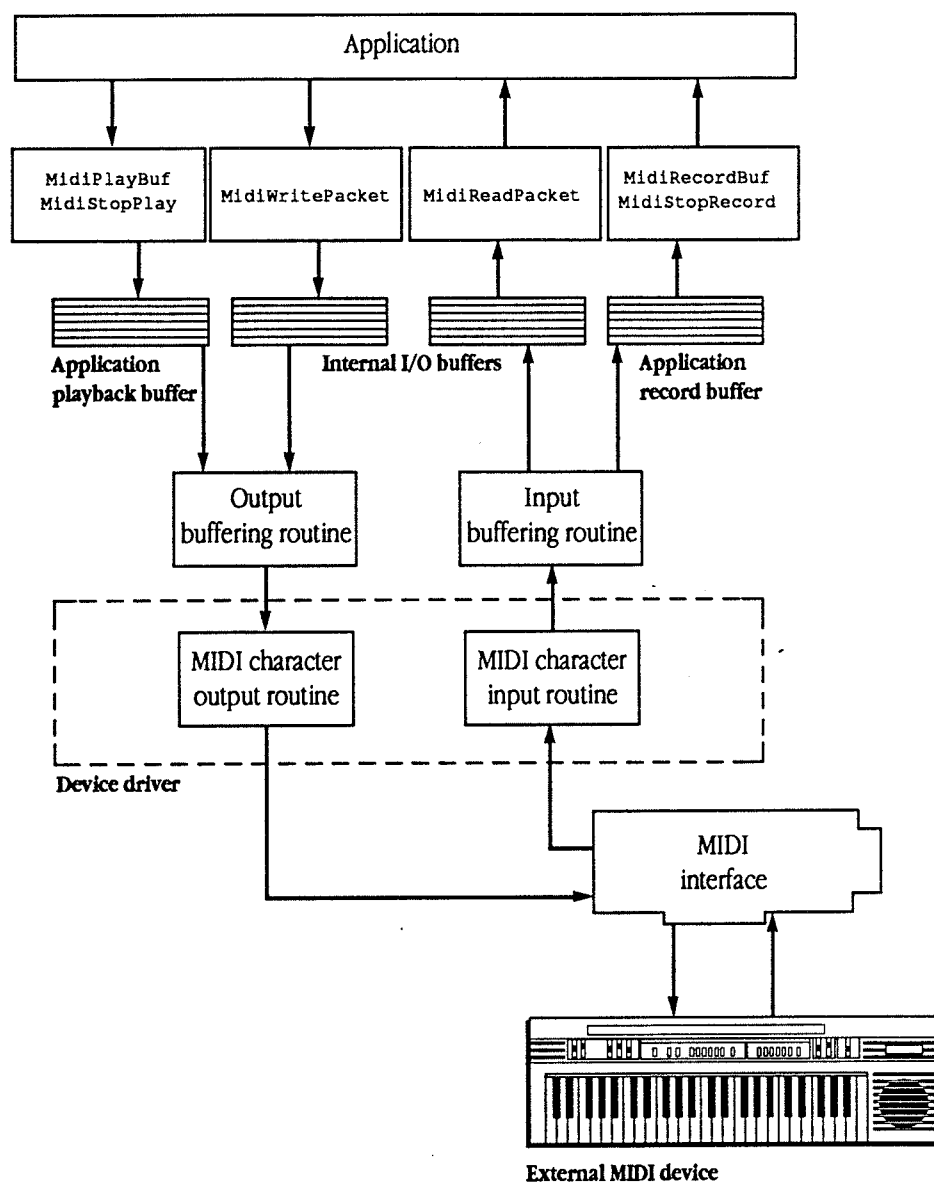 Application
MidiPlayBuf
MidiStopPlay
MidiWritePacket
MidiReadPacket
MidiRecordBuf
MidiStopRecord
Application
playback buffer
Internal I/O buffers
Application
record buffer
Output
buffering routine
Input
buffering routine
MIDI character
output routine
MIDI character
input routine
Device driver
MIDI
interface
External MIDI device